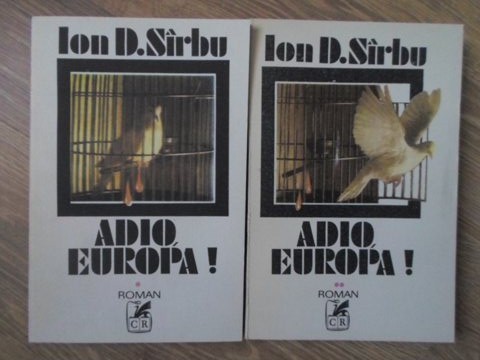 Ion D.Sîrbu
ADIO,
EUROPA !
*
ROMAN
CR
Ion D.Sîrbu
ADIO,
EUROPA !
**
ROMAN
CR